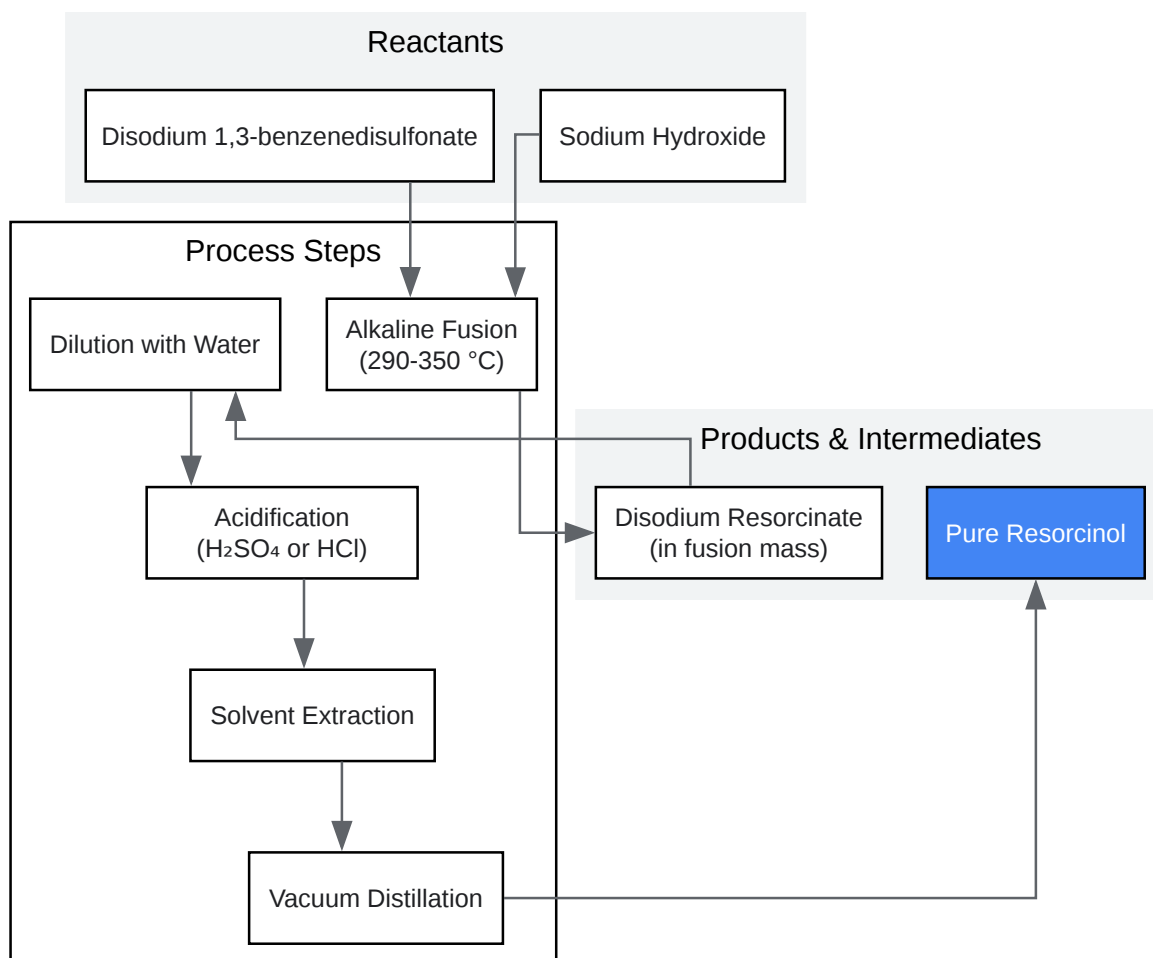 Reactants
Disodium 1,3-benzenedisulfonate
Sodium Hydroxide
Process Steps
Dilution with Water
Alkaline Fusion
(290-350 °C)
Products & Intermediates
Acidification
(H₂SO₄ or HCl)
Disodium Resorcinate
(in fusion mass)
Pure Resorcinol
Solvent Extraction
Vacuum Distillation